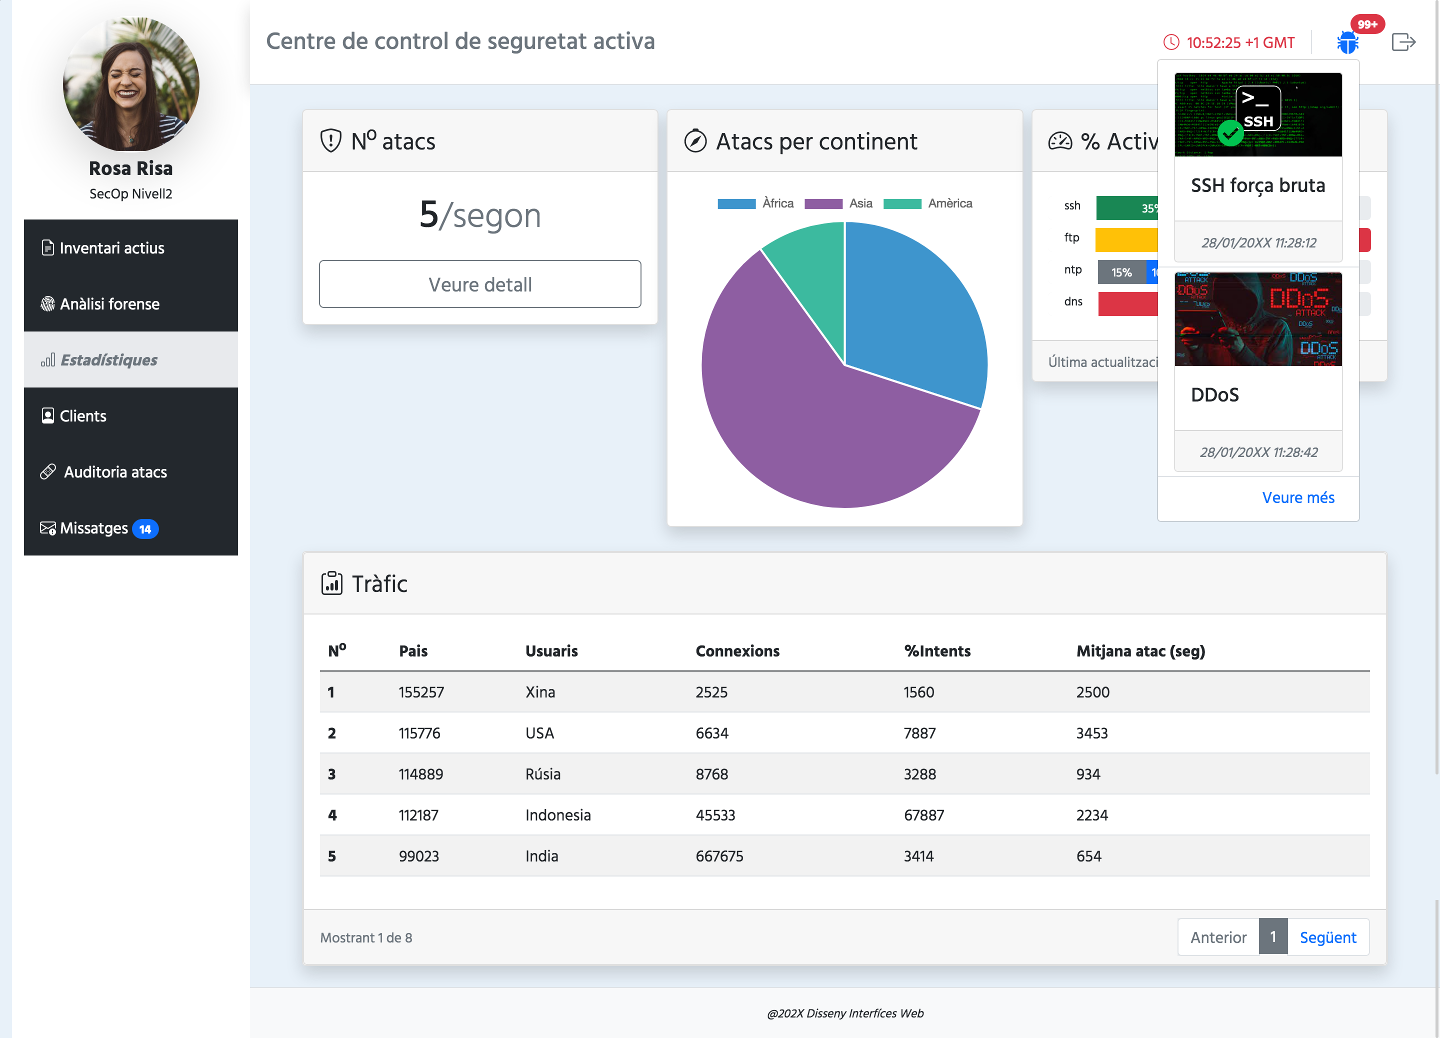 Rosa Risa
SecOp Nivell2
Inventari actius
Anàlisi forense
Estadístiques
Clients
Auditoria atacs
Missatges 14
Centre de control de seguretat activa
10:52:25 +1 GMT
99+
Nº atacs
5/segon
Veure detall
Atacs per continent
Àfrica Asia Amèrica
% Activ
ssh 35%
ftp
ntp 15% 10
dns
Última actualitzaci
>_
SSH
SSH força bruta
28/01/20XX 11:28:12
DDoS
ATTACK
DDoS
28/01/20XX 11:28:42
Veure més
Tràfic
Nº Pais Usuaris Connexions %Intents Mitjana atac (seg)
1 155257 Xina 2525 1560 2500
2 115776 USA 6634 7887 3453
3 114889 Rúsia 8768 3288 934
4 112187 Indonesia 45533 67887 2234
5 99023 India 667675 3414 654
Mostrant 1 de 8
Anterior 1 Següent
@202X Disseny Interfíces Web